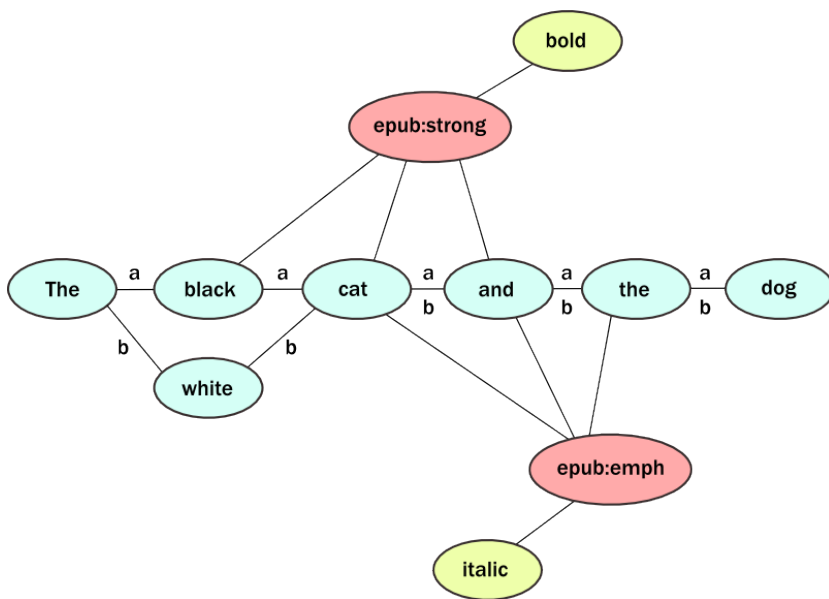 bold
epub:strong
a a a a a
The black cat and the dog
b b b
b b
white
epub:emph
italic